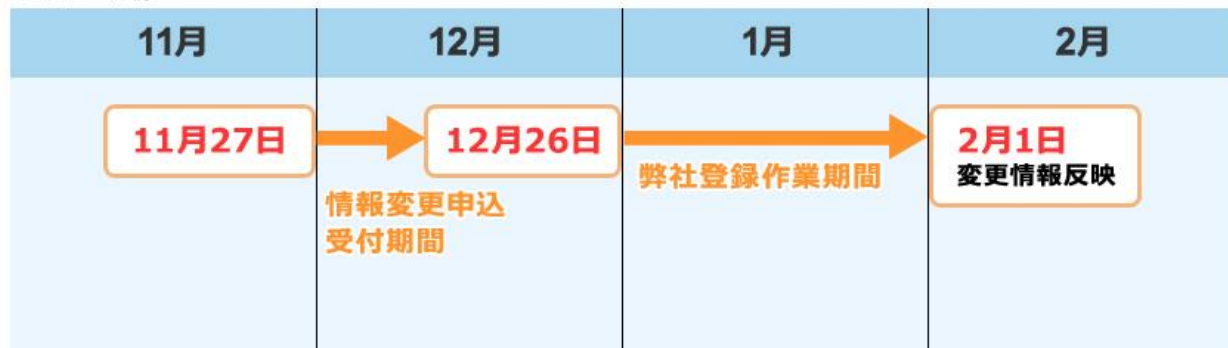 11月
12月
1月
2月
11月27日
12月26日
2月1日
変更情報反映
情報変更申込
受付期間
弊社登録作業期間